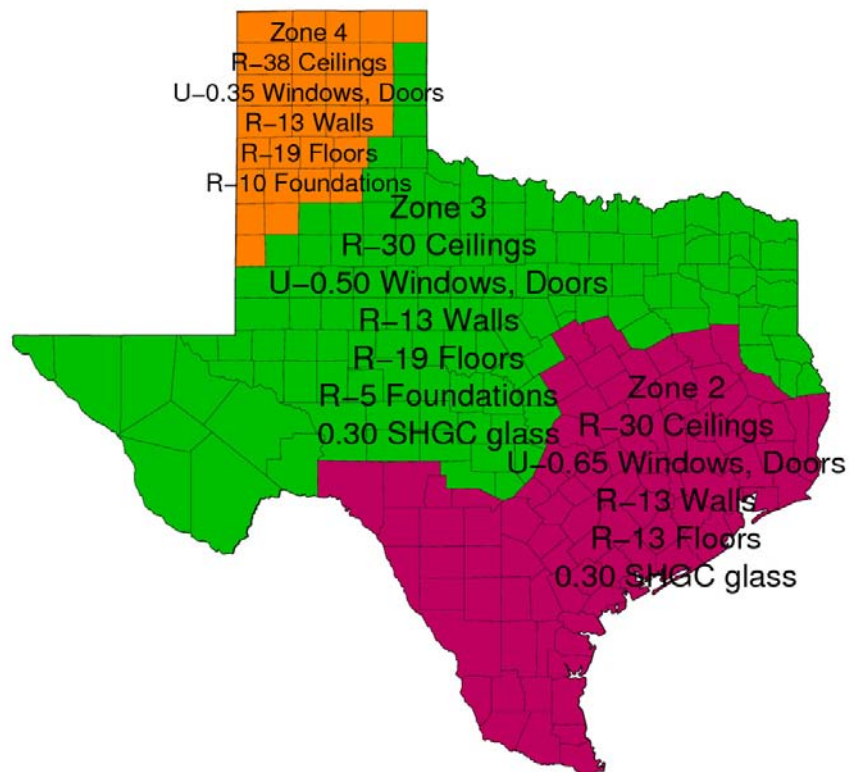 Zone 4
R-38 Ceilings
U-0.35 Windows, Doors
R-13 Walls
R-19 Floors
R-10 Foundations
Zone 3
R-30 Ceilings
U-0.50 Windows, Doors
R-13 Walls
R-19 Floors
R-5 Foundations
0.30 SHGC glass
Zone 2
R-30 Ceilings
U-0.65 Windows, Doors
R-13 Walls
R-13 Floors
0.30 SHGC glass